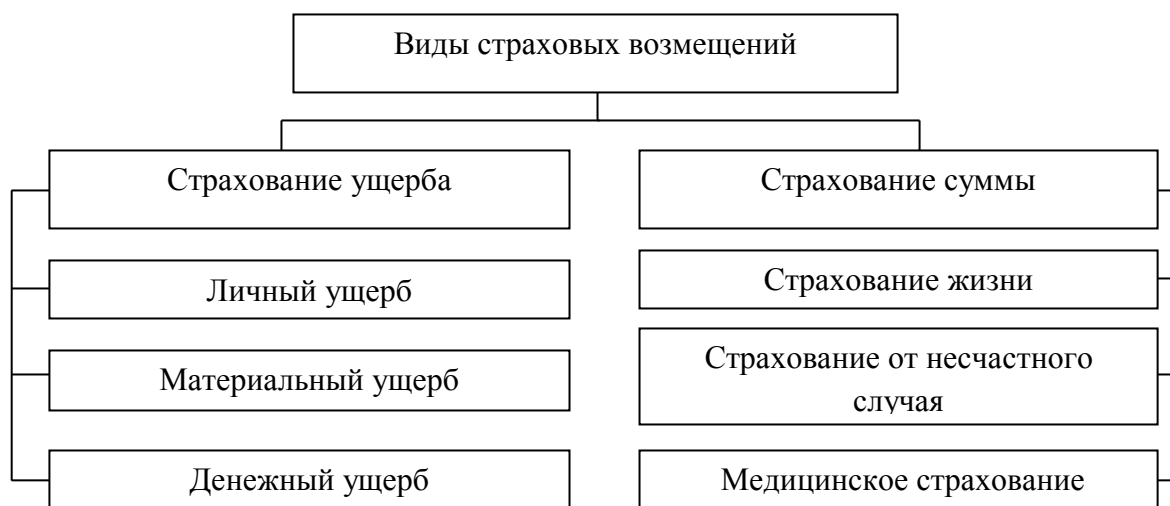 Виды страховых возмещений
Страхование ущерба
Страхование суммы
Личный ущерб
Страхование жизни
Материальный ущерб
Страхование от несчастного
случая
Денежный ущерб
Медицинское страхование